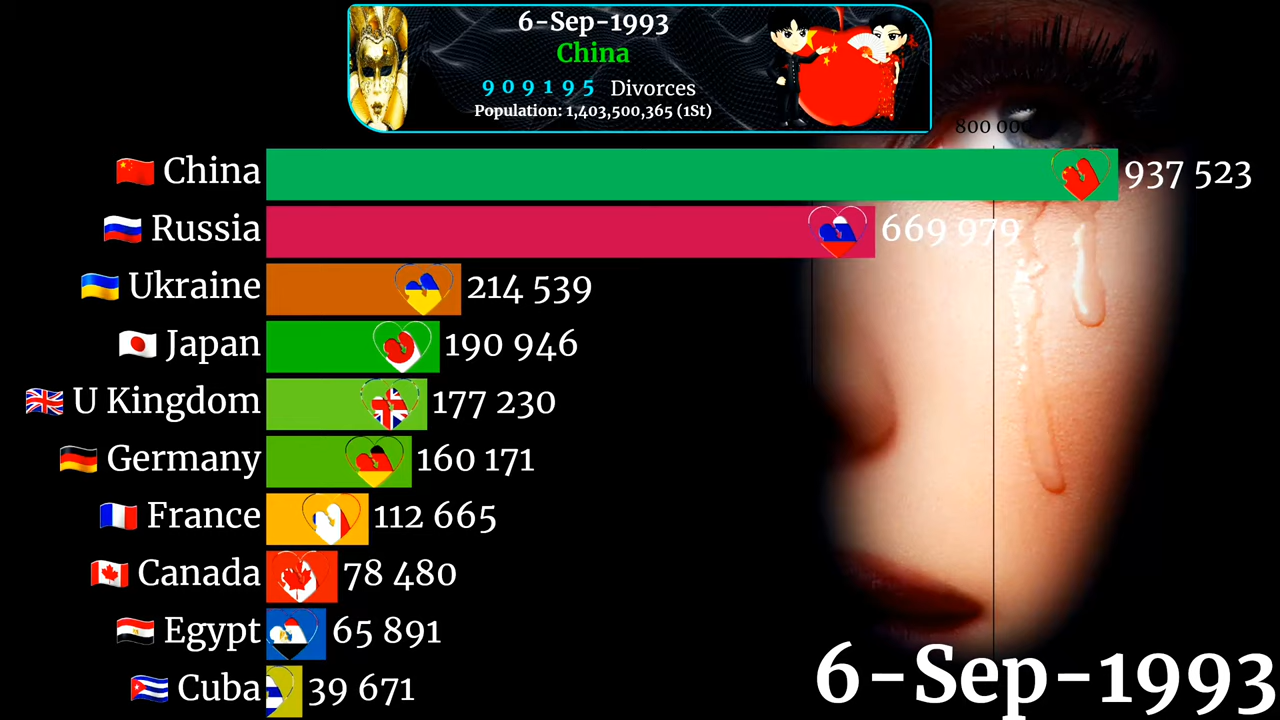 6-Sep-1993
China
909195 Divorces
Population: 1,403,500,365 (1St)
800 000
China 937 523
Russia 669 979
Ukraine 214 539
Japan 190 946
U Kingdom 177 230
Germany 160 171
France 112 665
Canada 78 480
Egypt 65 891
Cuba 39 671
6-Sep-1993